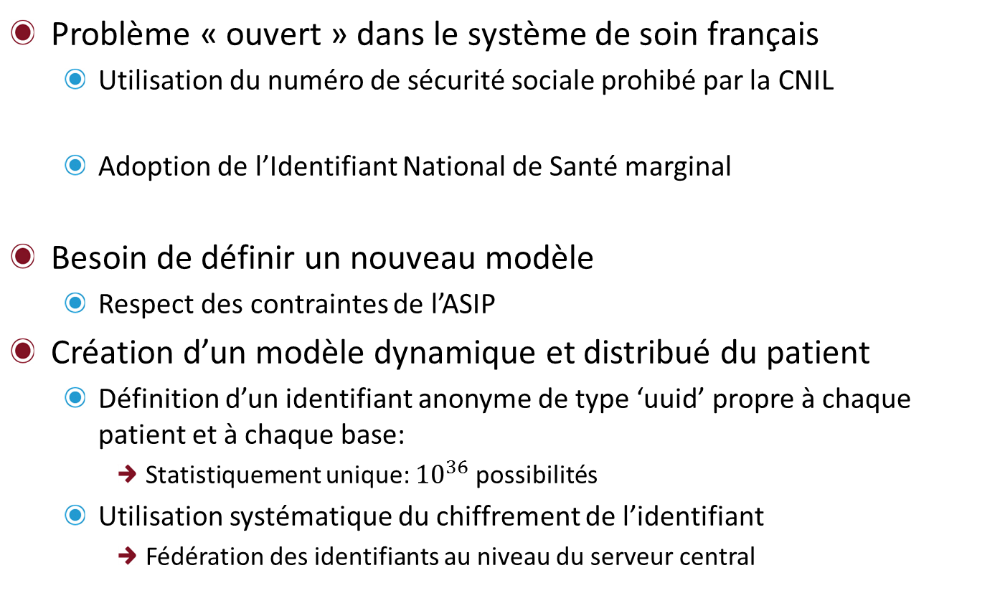 Problème « ouvert » dans le système de soin français
Utilisation du numéro de sécurité sociale prohibé par la CNIL
Adoption de l’Identifiant National de Santé marginal
Besoin de définir un nouveau modèle
Respect des contraintes de l’ASIP
Création d’un modèle dynamique et distribué du patient
Définition d’un identifiant anonyme de type ‘uuid’ propre à chaque
patient et à chaque base:
➔ Statistiquement unique: 10³⁶ possibilités
Utilisation systématique du chiffrement de l’identifiant
➔ Fédération des identifiants au niveau du serveur central